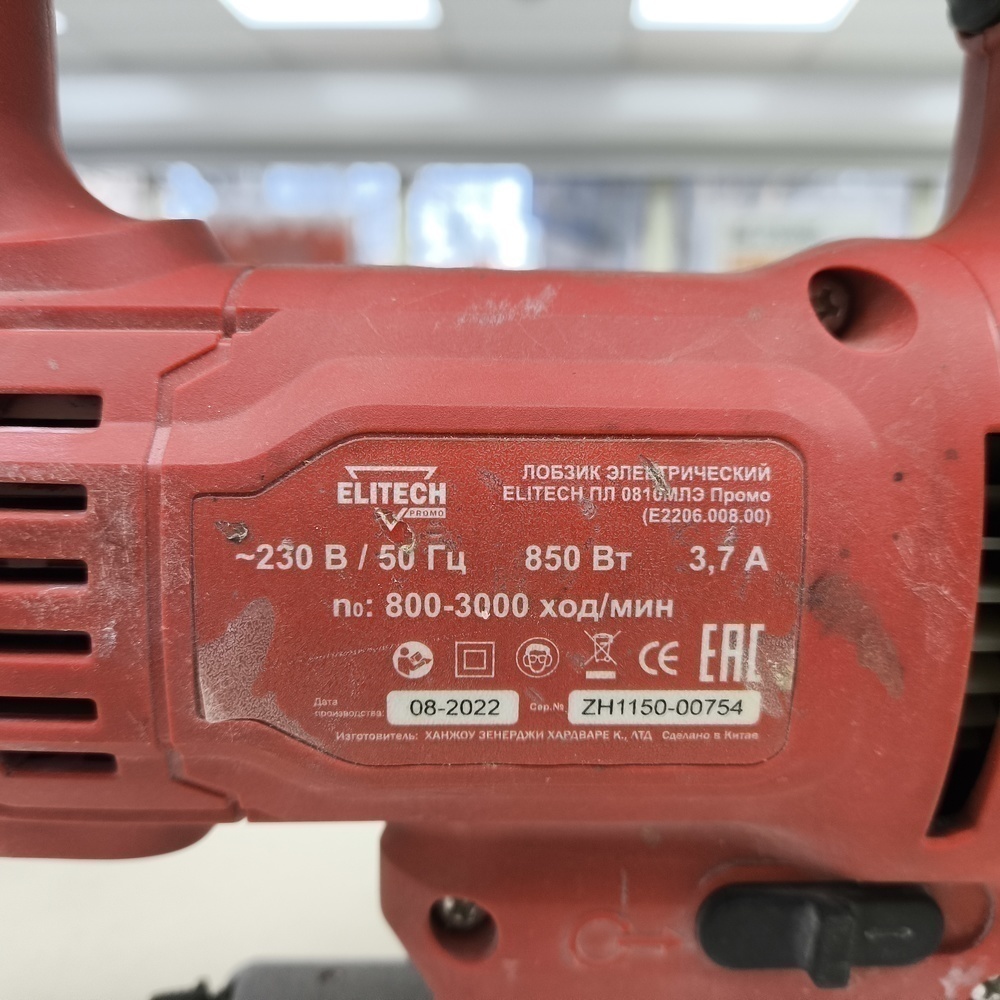 ELITECH
PROMO
ЛОБЗИК ЭЛЕКТРИЧЕСКИЙ
ELITECH ПЛ 0810МЛЭ Промо
(E2206.008.00)
~230 В / 50 Гц 850 Вт 3,7 А
n₀: 800-3000 ход/мин
CE EAC
Дата
производства: 08-2022 Сер.№ ZH1150-00754
Изготовитель: ХАНЖОУ ЗЕНЕРДЖИ ХАРДВАРЕ К., ЛТД Сделано в Китае